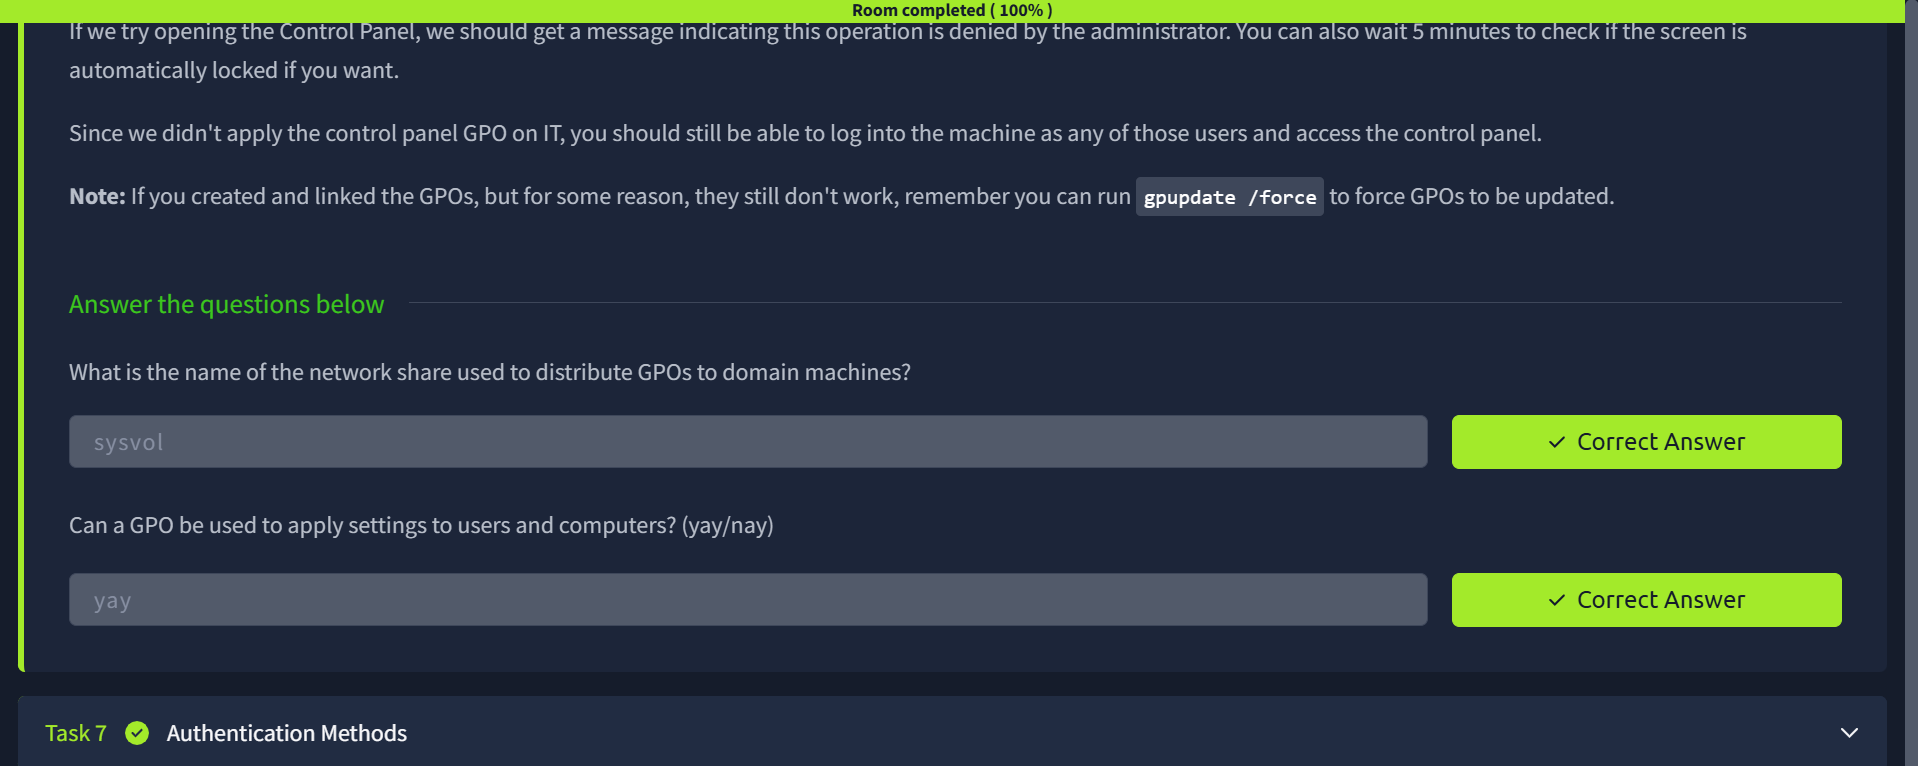 Room completed ( 100% )
If we try opening the Control Panel, we should get a message indicating this operation is denied by the administrator. You can also wait 5 minutes to check if the screen is
automatically locked if you want.
Since we didn't apply the control panel GPO on IT, you should still be able to log into the machine as any of those users and access the control panel.
Note: If you created and linked the GPOs, but for some reason, they still don't work, remember you can run gpupdate /force to force GPOs to be updated.
Answer the questions below
What is the name of the network share used to distribute GPOs to domain machines?
sysvol
Correct Answer
Can a GPO be used to apply settings to users and computers? (yay/nay)
yay
Correct Answer
Task 7 Authentication Methods